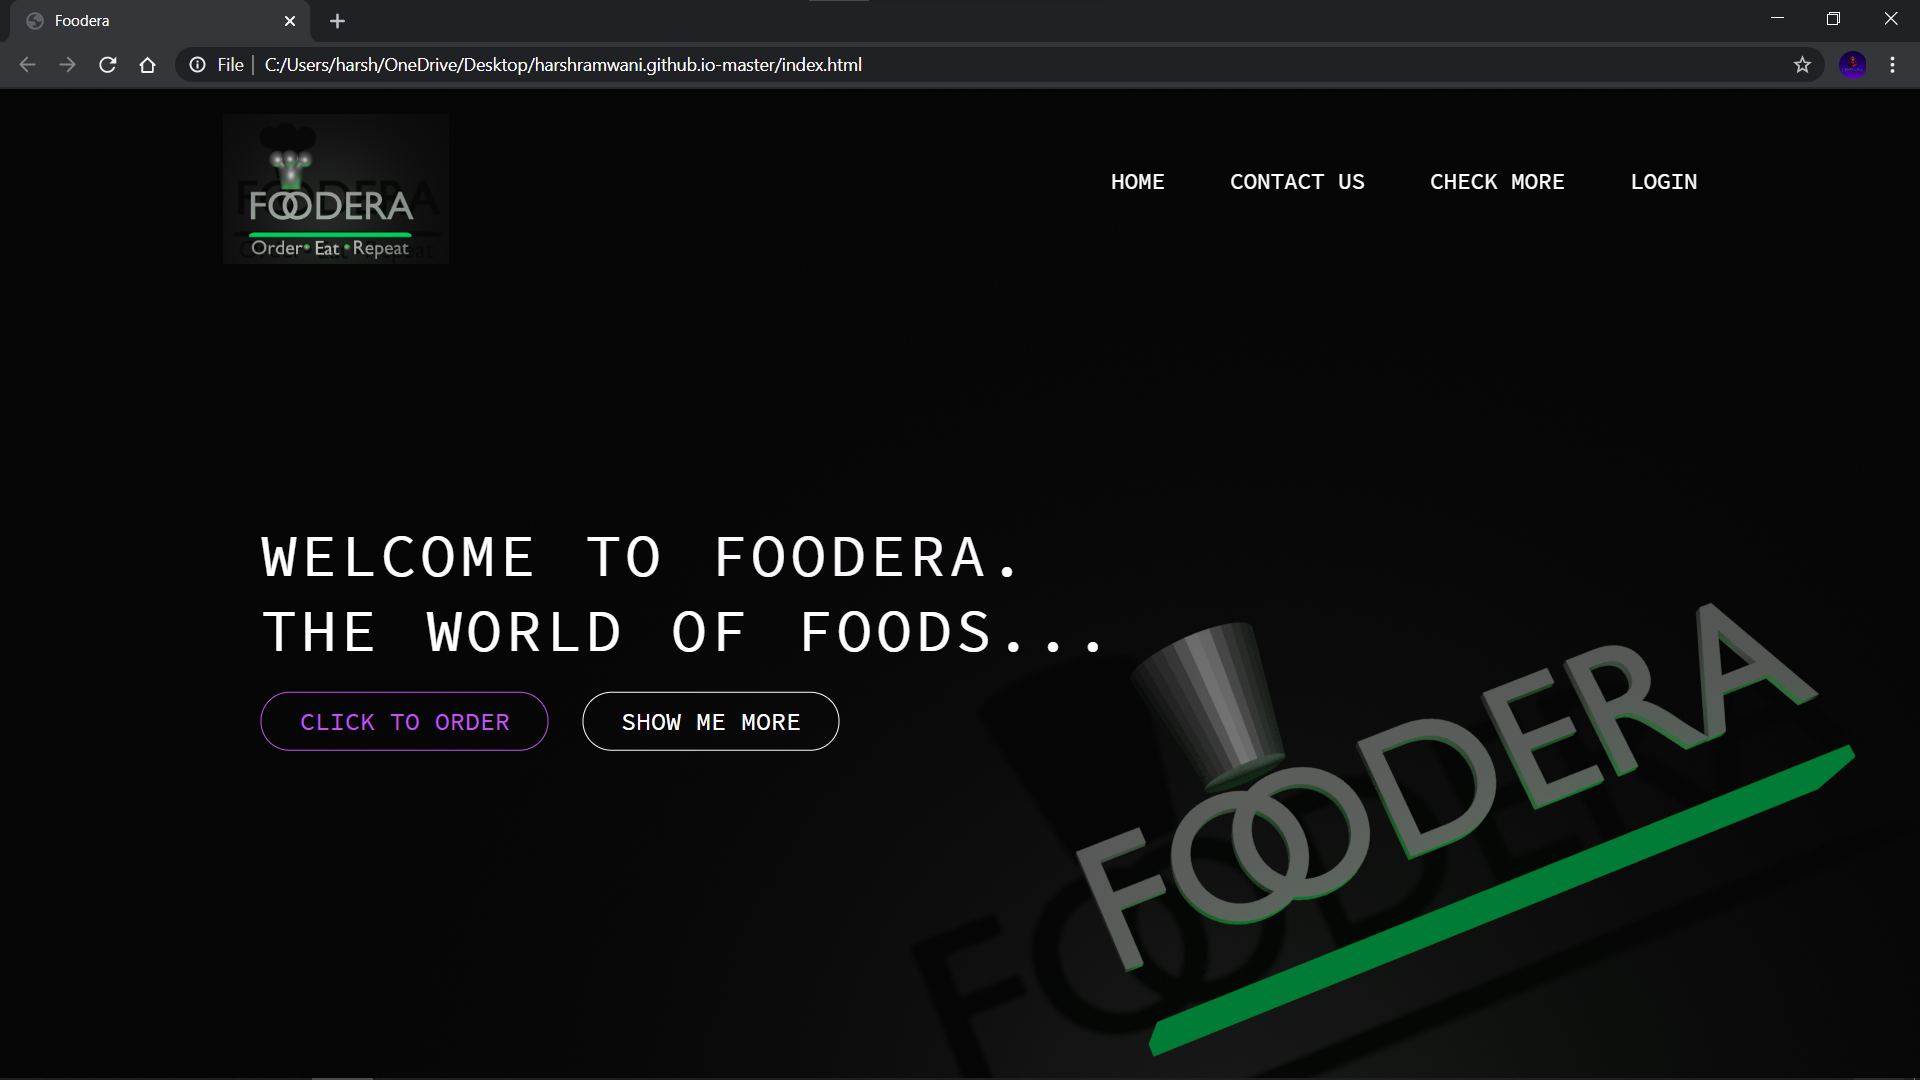 Foodera
File
C:/Users/harsh/OneDrive/Desktop/harshramwani.github.io-master/index.html
FOODERA
Order • Eat • Repeat
HOME CONTACT US CHECK MORE LOGIN
WELCOME TO FOODERA.
THE WORLD OF FOODS...
CLICK TO ORDER SHOW ME MORE
FOODERA